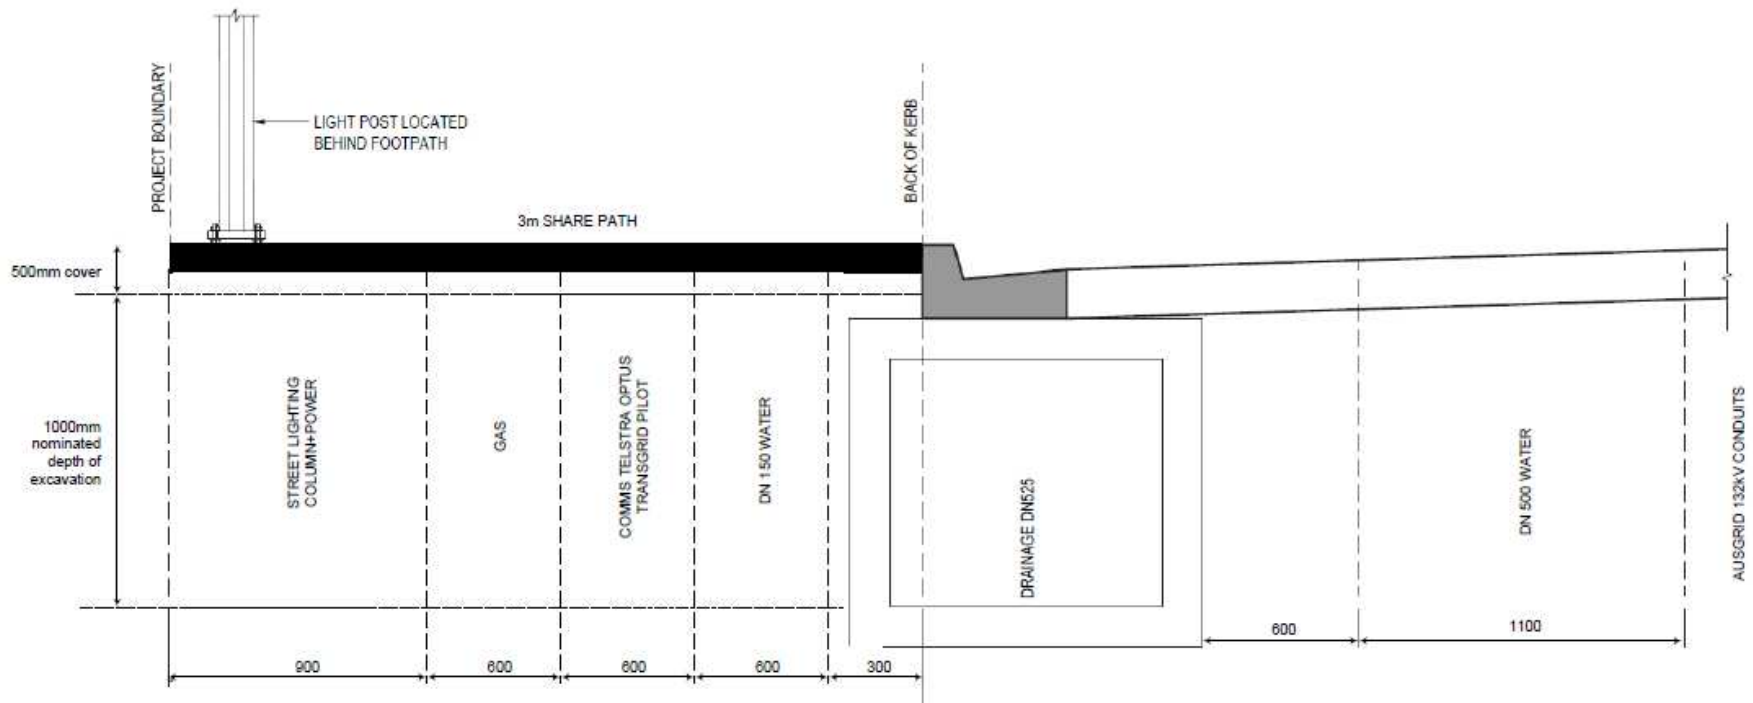 PROJECT BOUNDARY
LIGHT POST LOCATED
BEHIND FOOTPATH
BACK OF KERB
3m SHARE PATH
500mm cover
1000mm
nominated
depth of
excavation
STREET LIGHTING
COLUMN+POWER
GAS
COMMS TELSTRA OPTUS
TRANSGRID PILOT
DN 150 WATER
DRAINAGE DN525
DN 500 WATER
AUSGRID 132kV CONDUITS
900
600
600
600
300
600
1100